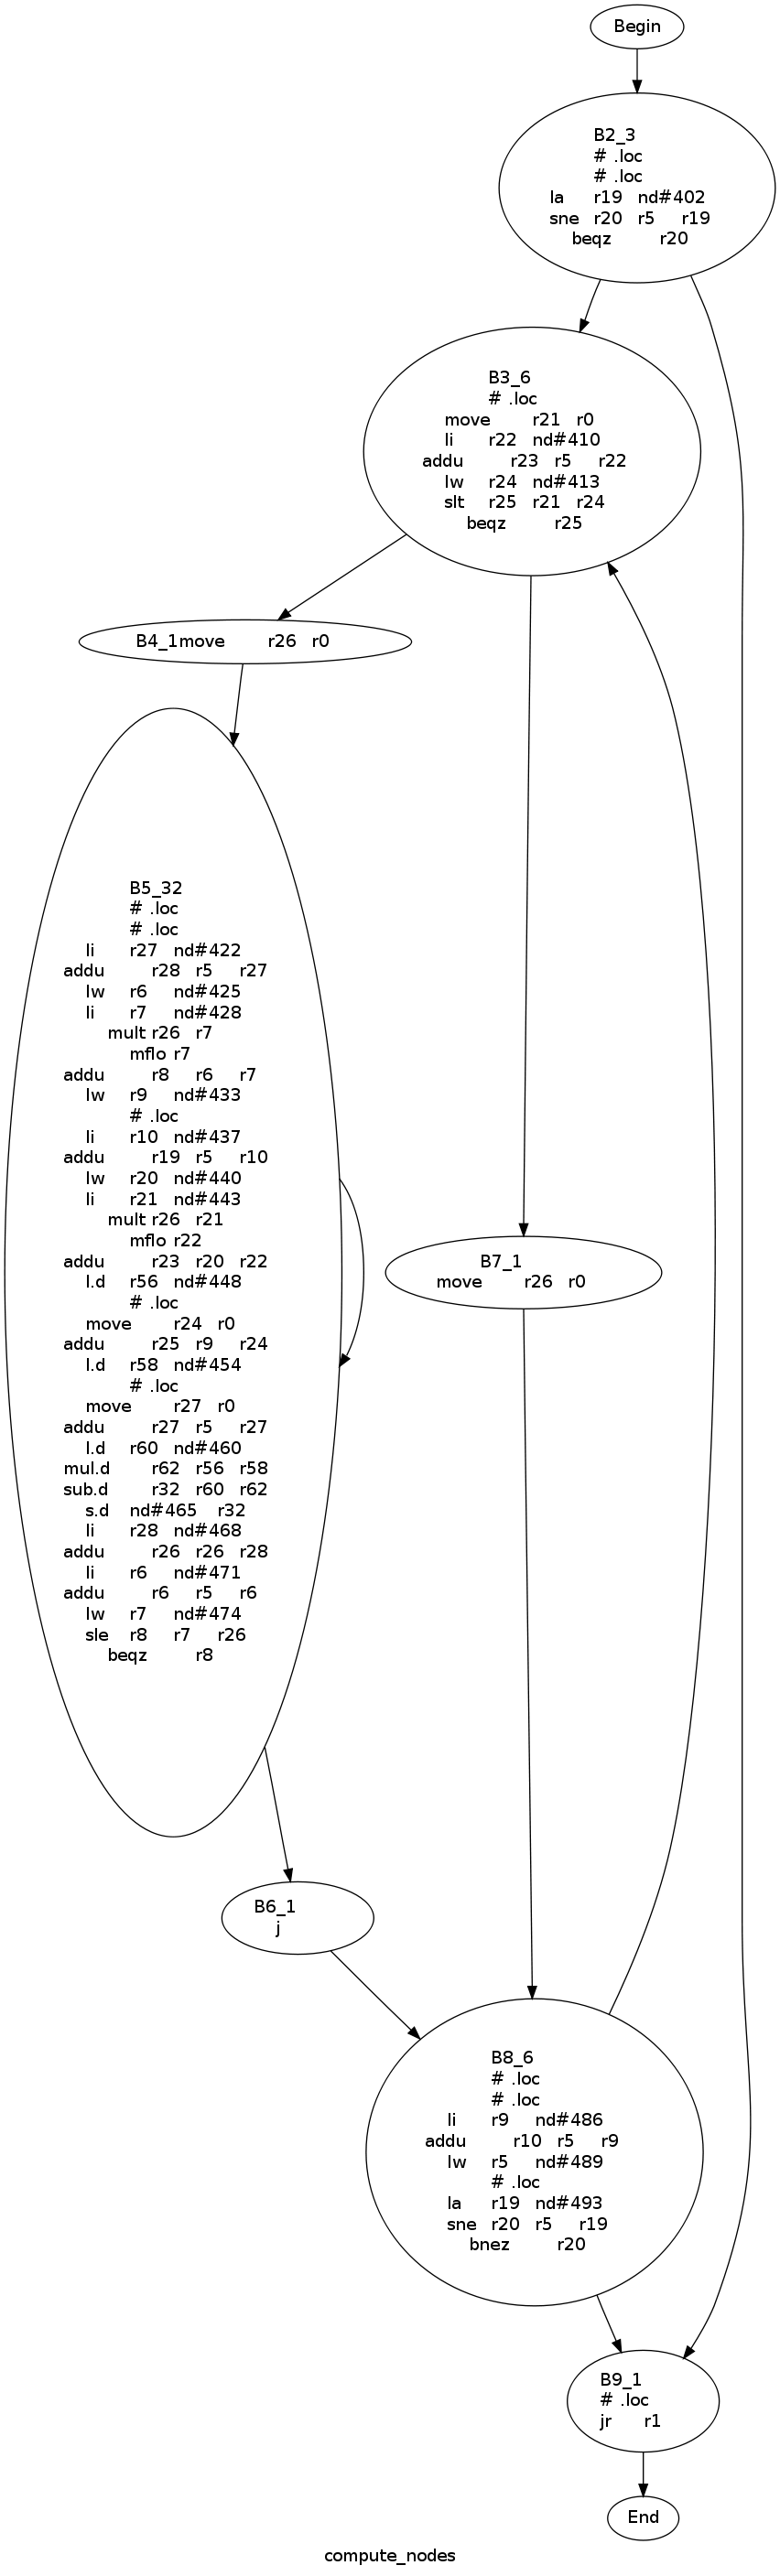 Begin
B2_3
# .loc
# .loc
la r19 nd#402
sne r20 r5 r19
beqz r20
B3_6
# .loc
move r21 r0
li r22 nd#410
addu r23 r5 r22
lw r24 nd#413
slt r25 r21 r24
beqz r25
B4_1move r26 r0
B5_32
# .loc
# .loc
li r27 nd#422
addu r28 r5 r27
lw r6 nd#425
li r7 nd#428
mult r26 r7
mflo r7
addu r8 r6 r7
lw r9 nd#433
# .loc
li r10 nd#437
addu r19 r5 r10
lw r20 nd#440
li r21 nd#443
mult r26 r21
mflo r22
addu r23 r20 r22
l.d r56 nd#448
# .loc
move r24 r0
addu r25 r9 r24
l.d r58 nd#454
# .loc
move r27 r0
addu r27 r5 r27
l.d r60 nd#460
mul.d r62 r56 r58
sub.d r32 r60 r62
s.d nd#465 r32
li r28 nd#468
addu r26 r26 r28
li r6 nd#471
addu r6 r5 r6
lw r7 nd#474
sle r8 r7 r26
beqz r8
B7_1
move r26 r0
B6_1
j
B8_6
# .loc
# .loc
li r9 nd#486
addu r10 r5 r9
lw r5 nd#489
# .loc
la r19 nd#493
sne r20 r5 r19
bnez r20
B9_1
# .loc
jr r1
End
compute_nodes